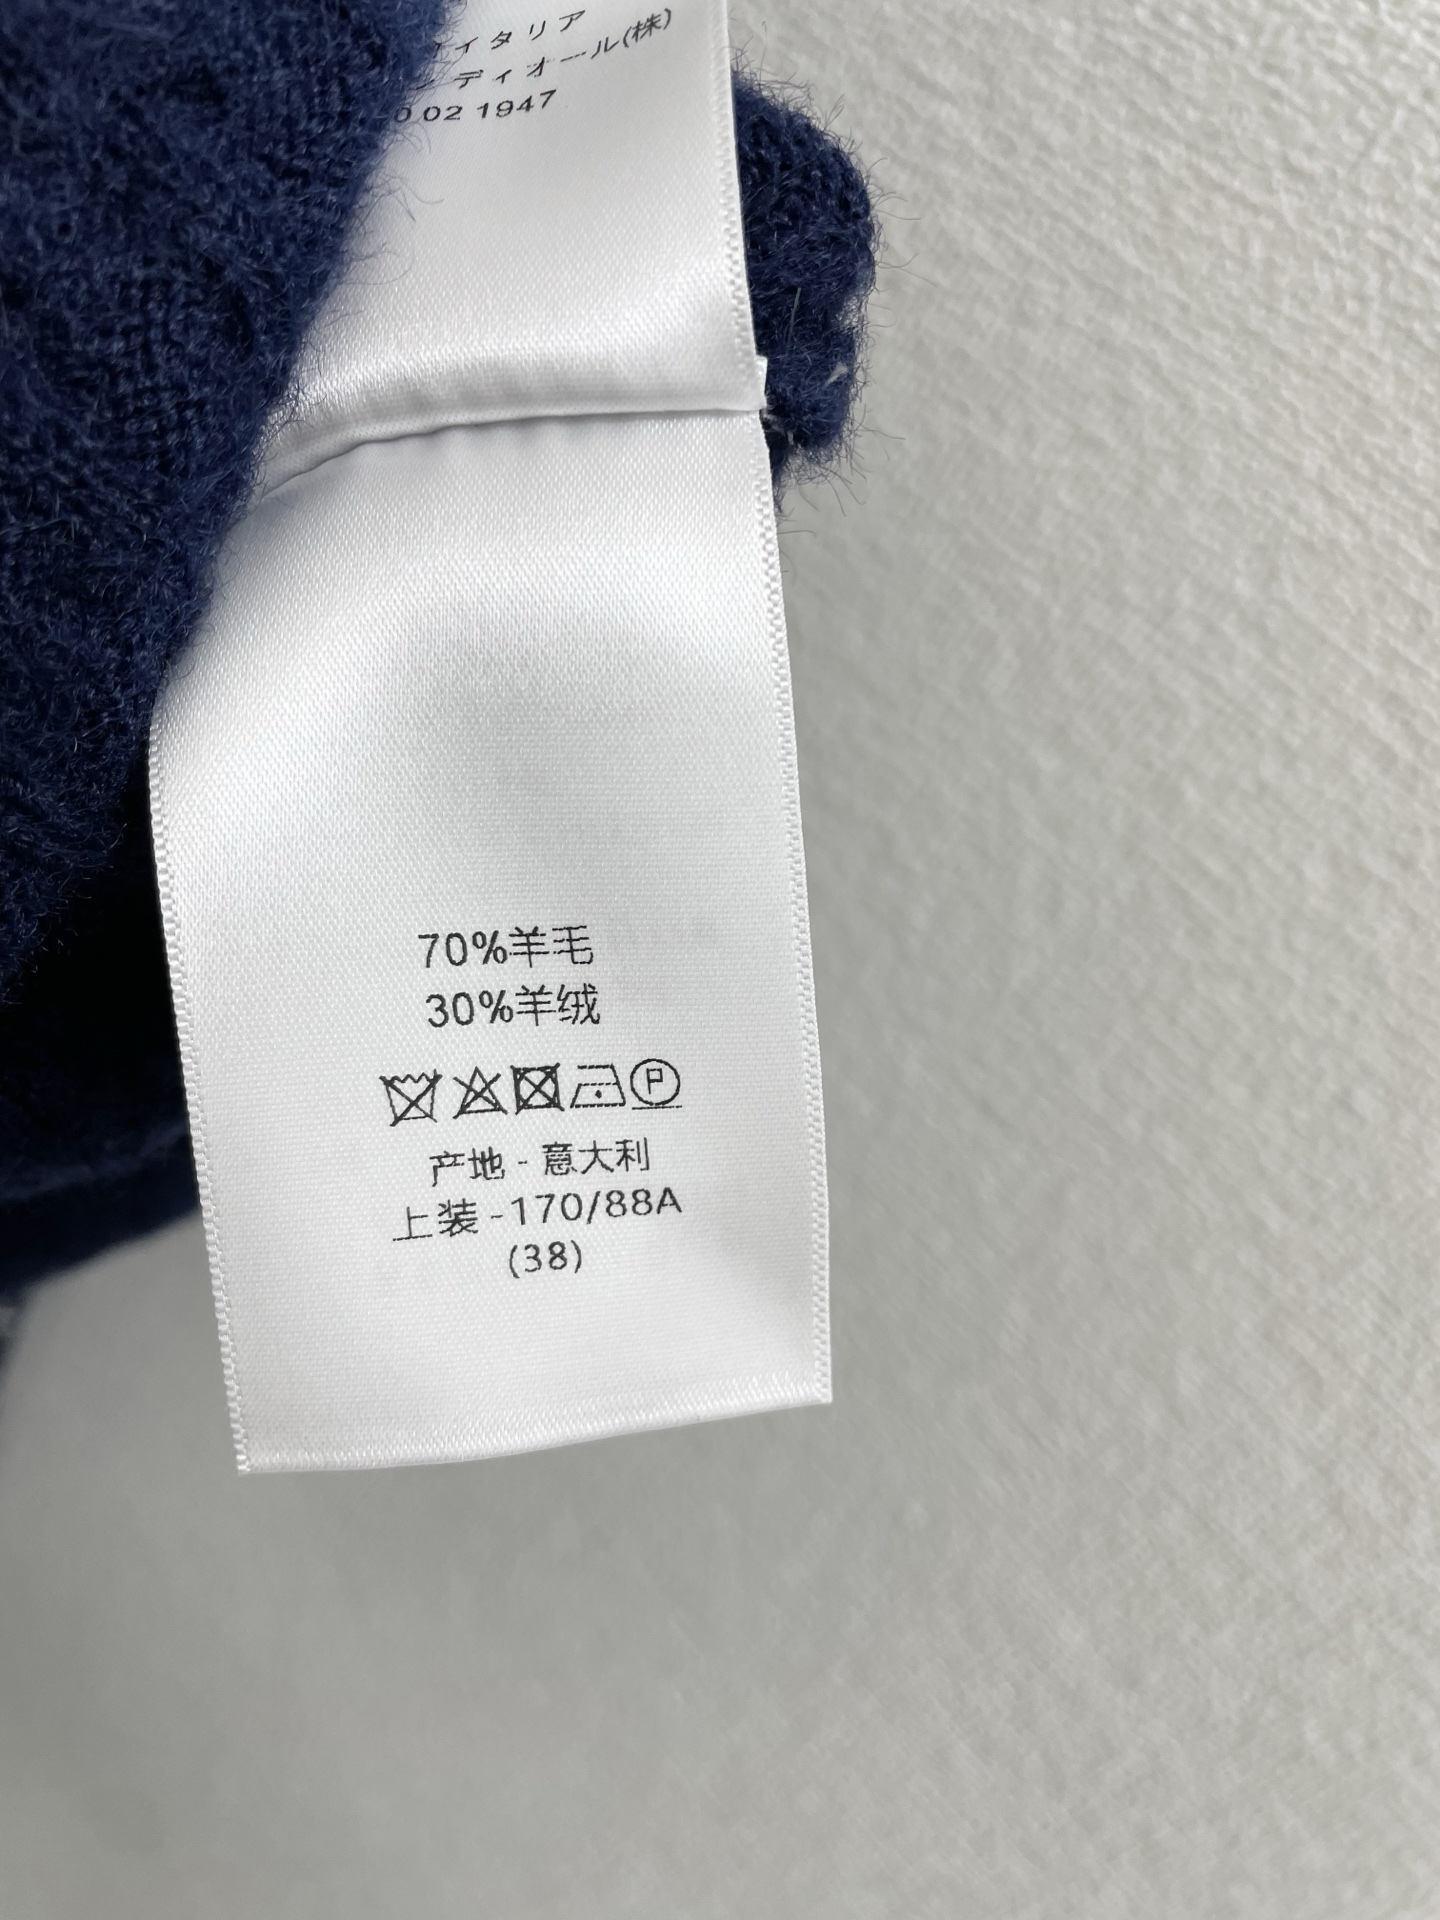 イタリア
ディオール(株)
0 02 1947
70%羊毛
30%羊绒
P
产地 - 意大利
上装 - 170/88A
(38)